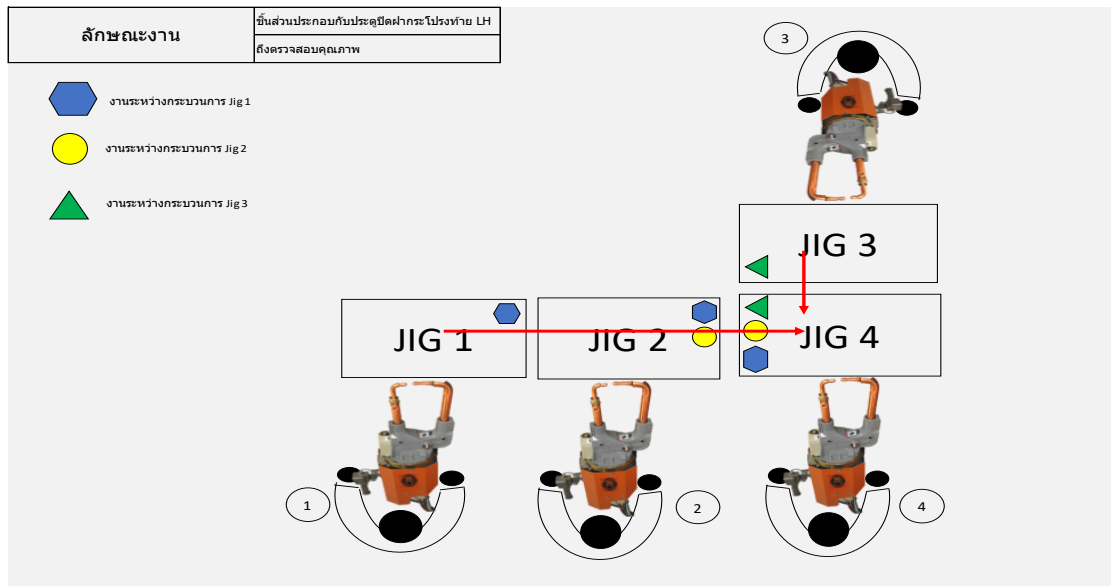 ลักษณะงาน
ชิ้นส่วนประกอบกับประตูปิดฝากระโปรงท้าย LH
ถึงตรวจสอบคุณภาพ
งานระหว่างกระบวนการ Jig 1
งานระหว่างกระบวนการ Jig 2
งานระหว่างกระบวนการ Jig 3
3
JIG 3
JIG 1
JIG 2
JIG 4
1
2
4